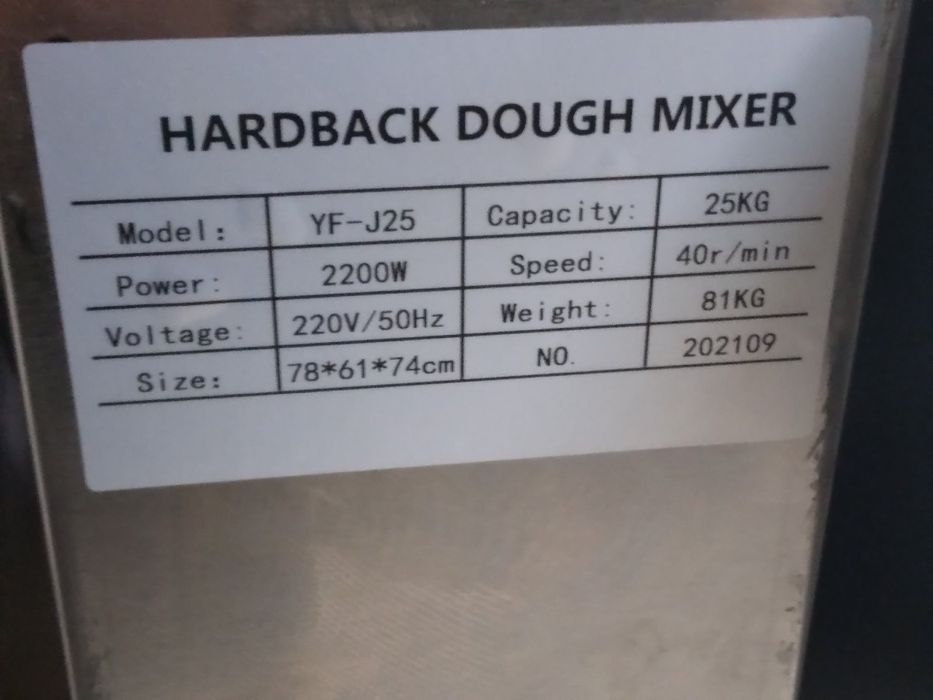 HARDBACK DOUGH MIXER
Model: YF-J25 Capacity: 25KG
Power: 2200W Speed: 40r/min
Voltage: 220V/50Hz Weight: 81KG
Size: 78*61*74cm NO. 202109